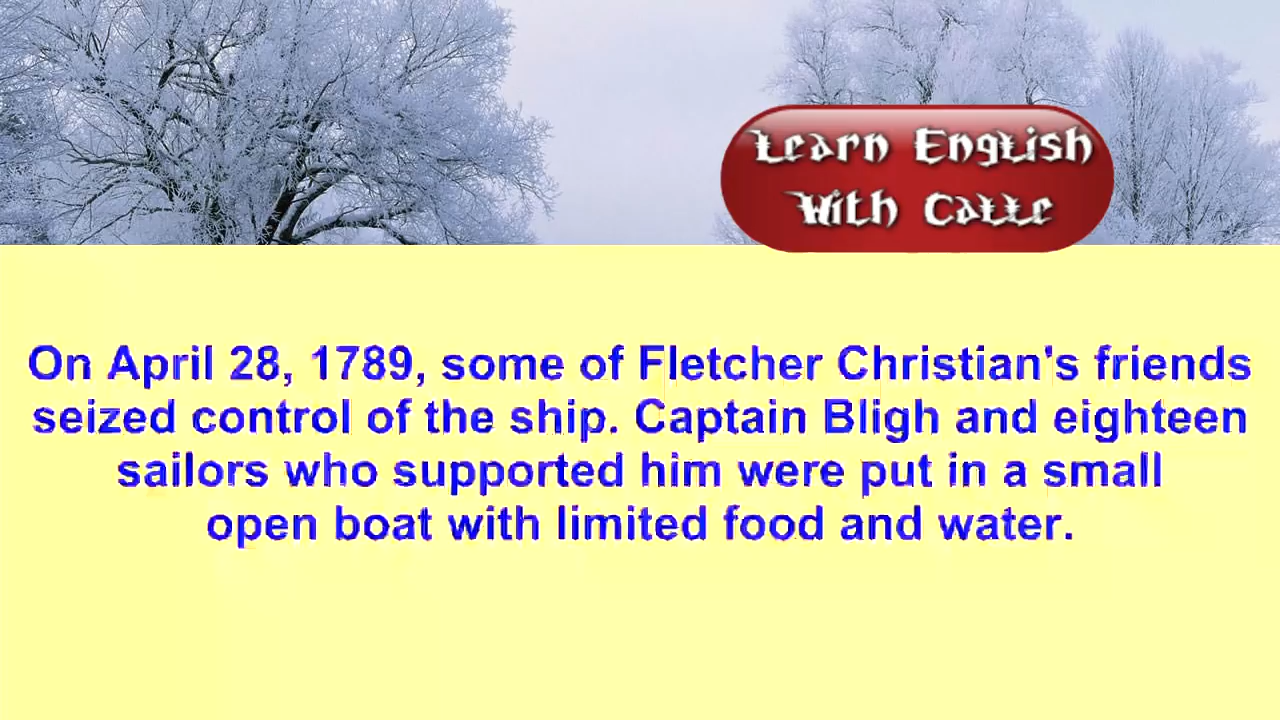 Learn English
With Calle
On April 28, 1789, some of Fletcher Christian's friends
seized control of the ship. Captain Bligh and eighteen
sailors who supported him were put in a small
open boat with limited food and water.